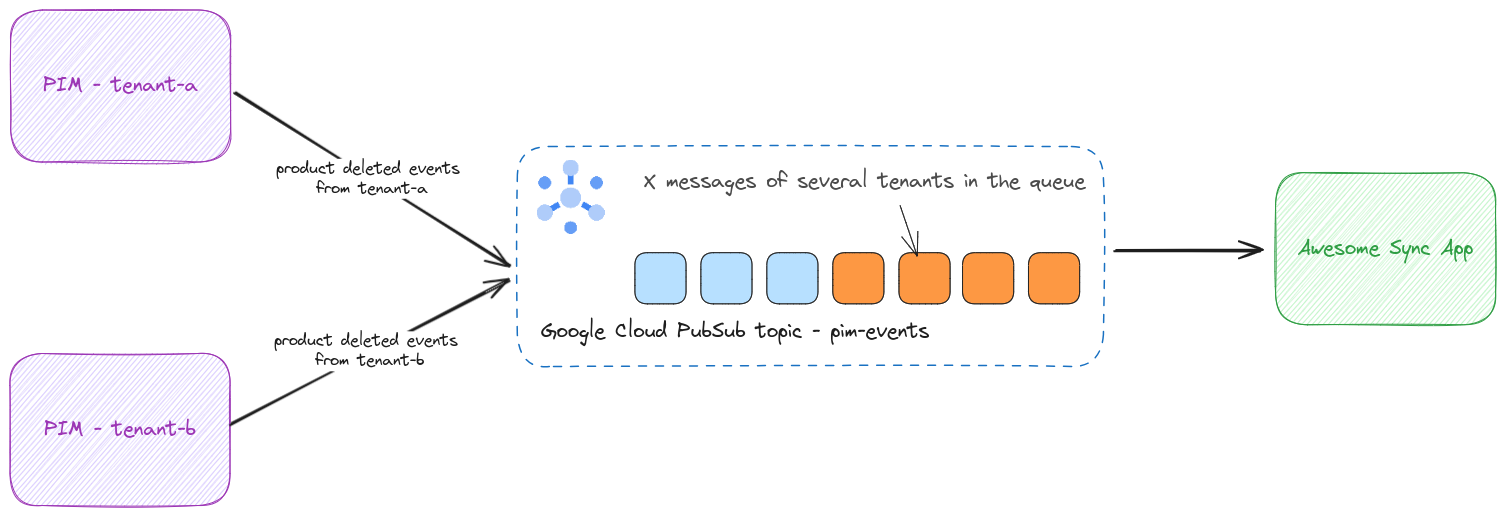 PIM - tenant-a
product deleted events
from tenant-a
X messages of several tenants in the queue
Awesome Sync App
Google Cloud PubSub topic - pim-events
product deleted events
from tenant-b
PIM - tenant-b